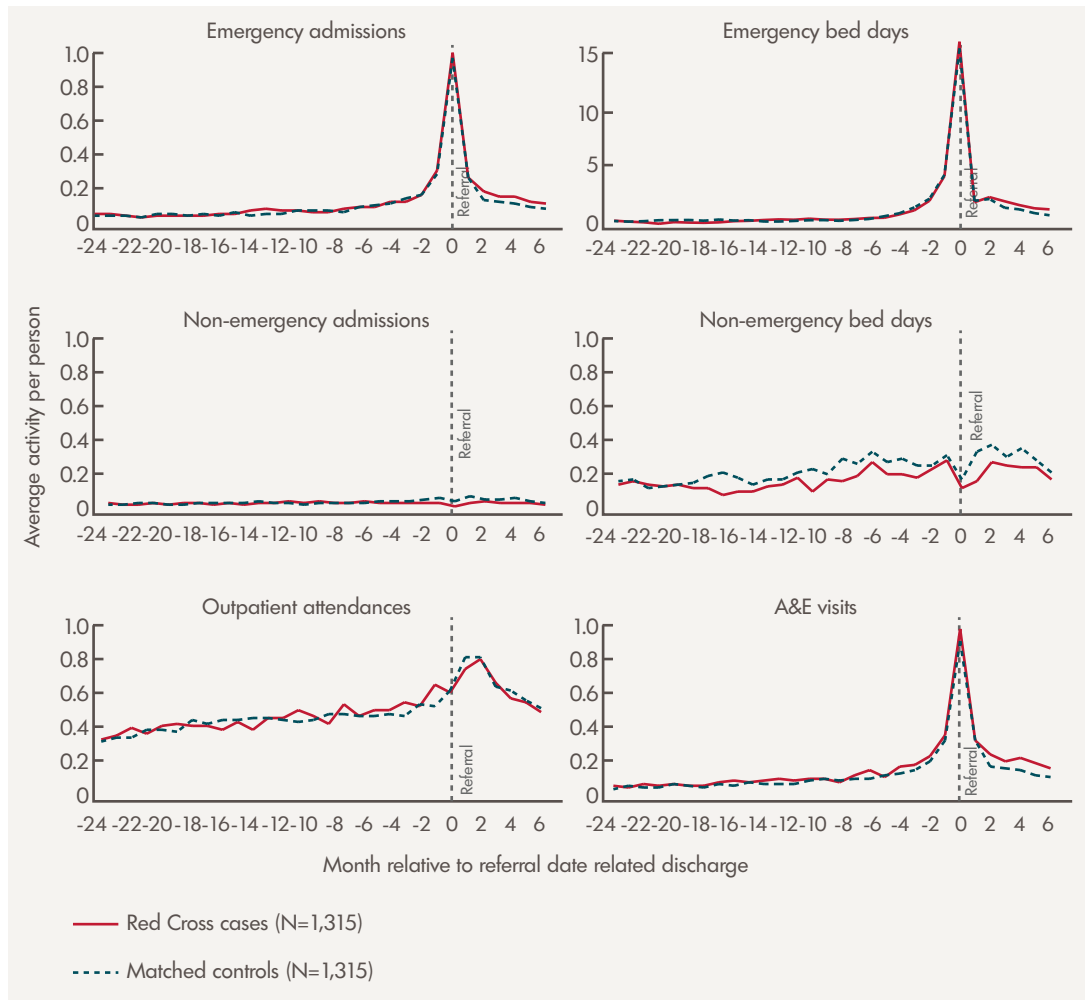 Emergency admissions
1.0
0.8
0.6
0.4
0.2
0
Referral
-24 -22 -20 -18 -16 -14 -12 -10 -8 -6 -4 -2 0 2 4 6
Emergency bed days
15
10
5
0
Referral
-24 -22 -20 -18 -16 -14 -12 -10 -8 -6 -4 -2 0 2 4 6
Average activity per person
Non-emergency admissions
1.0
0.8
0.6
0.4
0.2
0
Referral
-24 -22 -20 -18 -16 -14 -12 -10 -8 -6 -4 -2 0 2 4 6
Non-emergency bed days
1.0
0.8
0.6
0.4
0.2
0
Referral
-24 -22 -20 -18 -16 -14 -12 -10 -8 -6 -4 -2 0 2 4 6
Outpatient attendances
1.0
0.8
0.6
0.4
0.2
0
Referral
-24 -22 -20 -18 -16 -14 -12 -10 -8 -6 -4 -2 0 2 4 6
A&E visits
1.0
0.8
0.6
0.4
0.2
0
Referral
-24 -22 -20 -18 -16 -14 -12 -10 -8 -6 -4 -2 0 2 4 6
Month relative to referral date related discharge
Red Cross cases (N=1,315)
Matched controls (N=1,315)